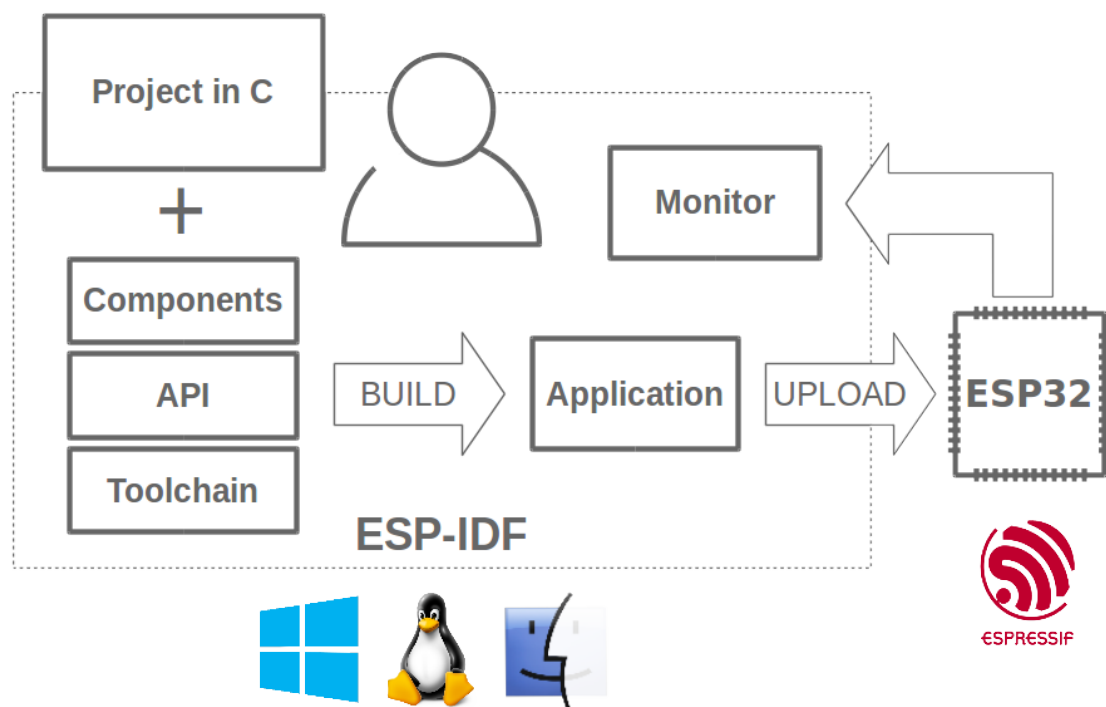 Project in C
+
Components
API
Toolchain
BUILD
Application
UPLOAD
Monitor
ESP32
ESP-IDF
ESPRESSIF